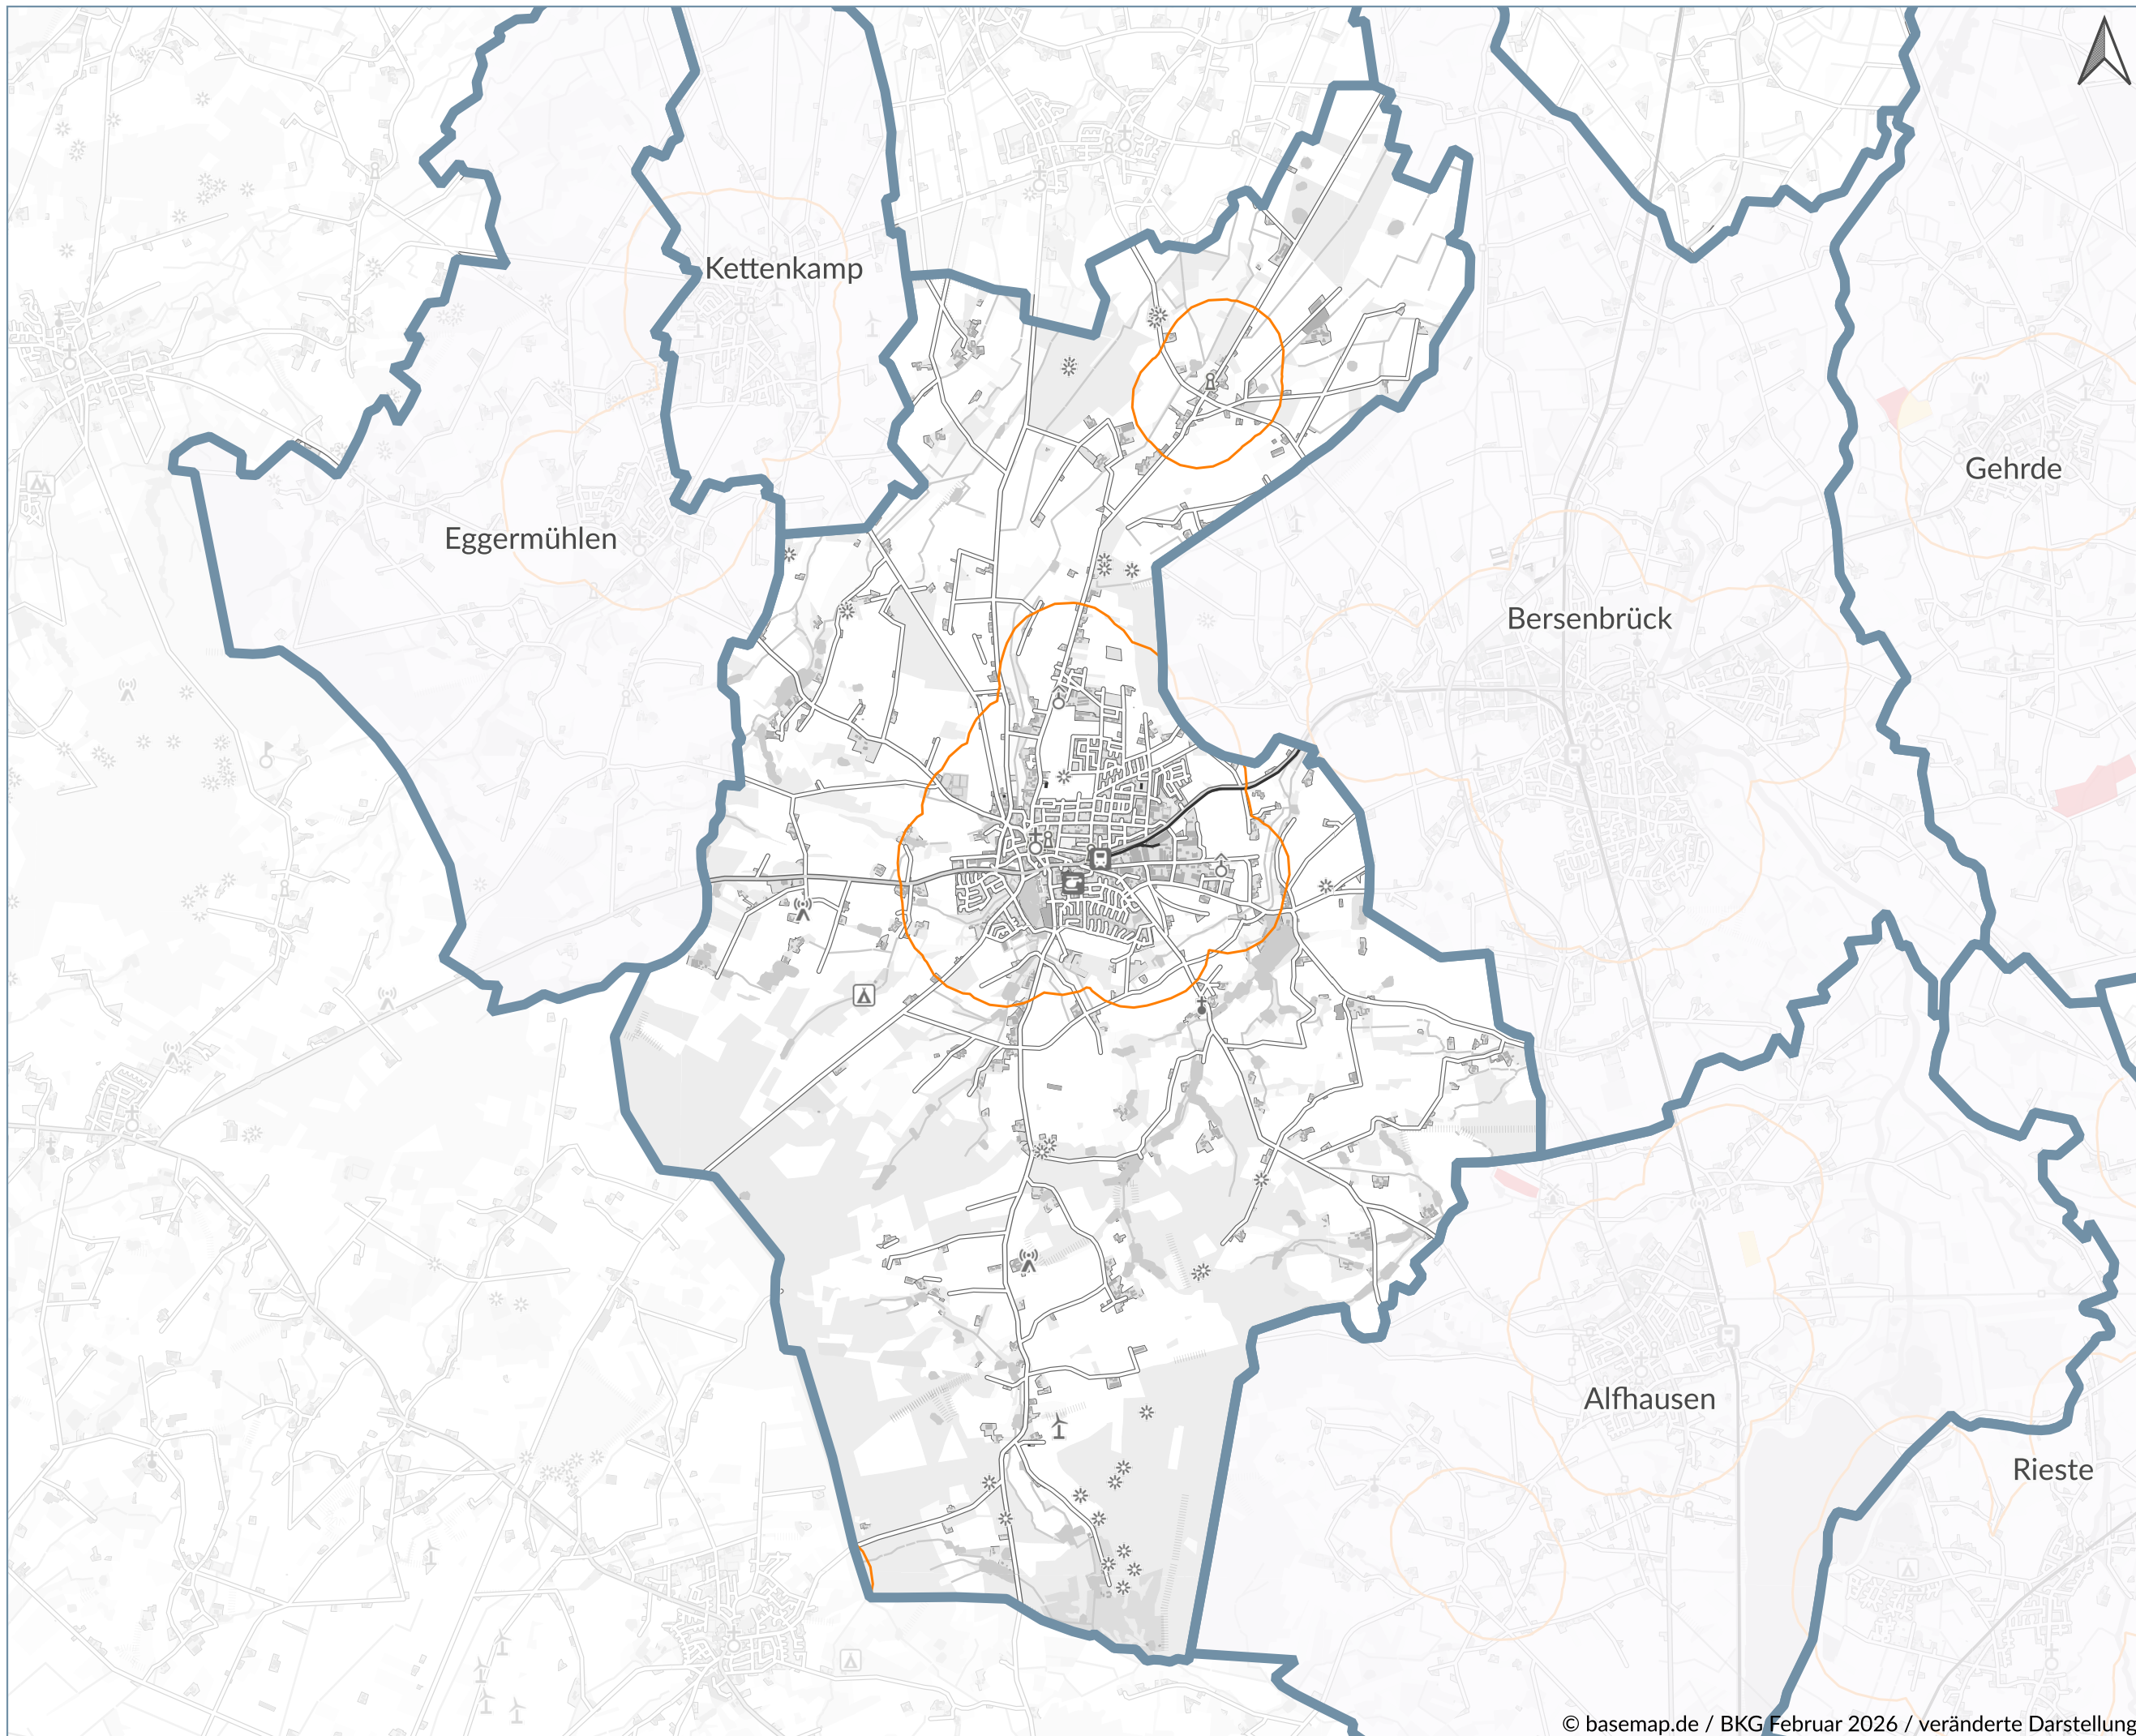 Kettenkamp
Gehrde
Eggermühlen
Bersenbrück
Alfhausen
Rieste
© basemap.de / BKG Februar 2026 / veränderte Darstellung